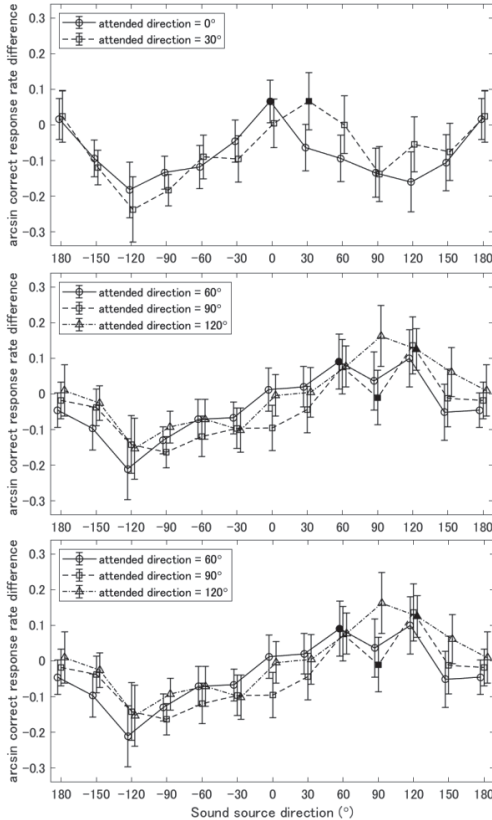 attended direction = 0°
attended direction = 30°
arcsin correct response rate difference
0.3
0.2
0.1
0
−0.1
−0.2
−0.3
180 −150 −120 −90 −60 −30 0 30 60 90 120 150 180
attended direction = 60°
attended direction = 90°
attended direction = 120°
arcsin correct response rate difference
0.3
0.2
0.1
0
−0.1
−0.2
−0.3
180 −150 −120 −90 −60 −30 0 30 60 90 120 150 180
attended direction = 60°
attended direction = 90°
attended direction = 120°
arcsin correct response rate difference
0.3
0.2
0.1
0
−0.1
−0.2
−0.3
180 −150 −120 −90 −60 −30 0 30 60 90 120 150 180
Sound source direction (°)